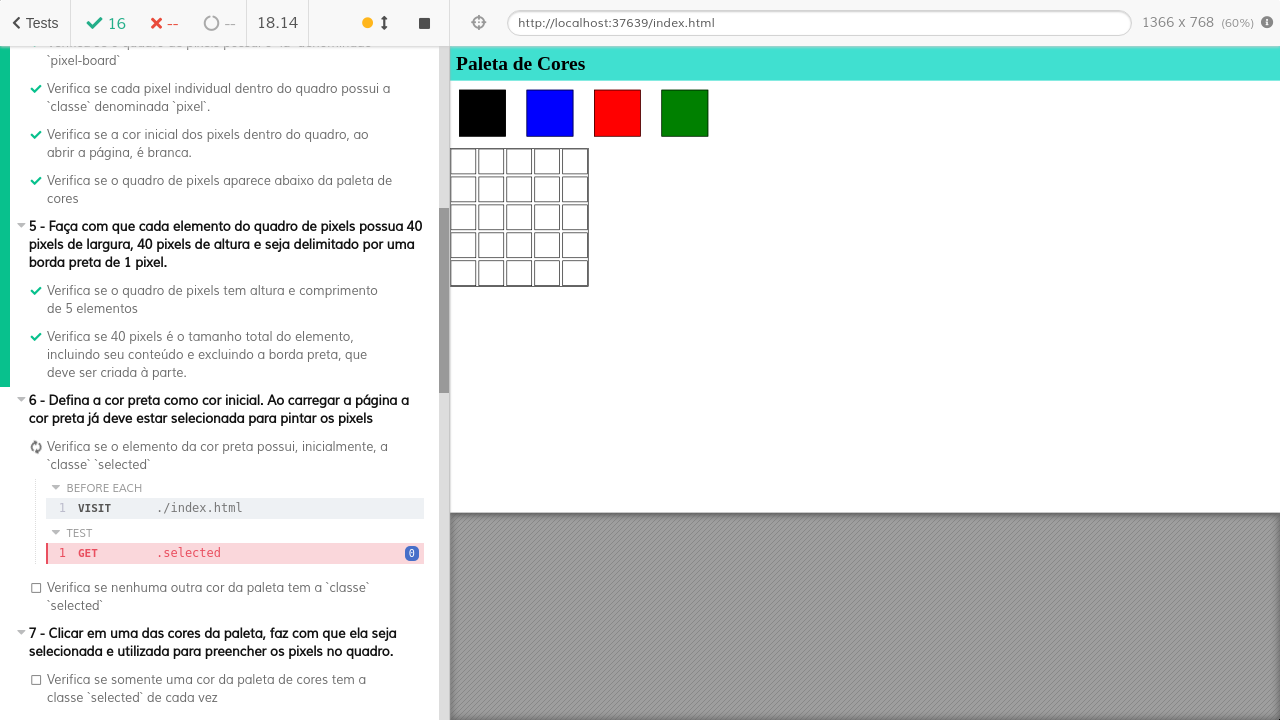 Tests
16
--
--
18.14
http://localhost:37639/index.html
1366 x 768 (60%)
`pixel-board`
Verifica se cada pixel individual dentro do quadro possui a
`classe` denominada `pixel`.
Verifica se a cor inicial dos pixels dentro do quadro, ao
abrir a página, é branca.
Verifica se o quadro de pixels aparece abaixo da paleta de
cores
5 - Faça com que cada elemento do quadro de pixels possua 40
pixels de largura, 40 pixels de altura e seja delimitado por uma
borda preta de 1 pixel.
Verifica se o quadro de pixels tem altura e comprimento
de 5 elementos
Verifica se 40 pixels é o tamanho total do elemento,
incluindo seu conteúdo e excluindo a borda preta, que
deve ser criada à parte.
6 - Defina a cor preta como cor inicial. Ao carregar a página a
cor preta já deve estar selecionada para pintar os pixels
Verifica se o elemento da cor preta possui, inicialmente, a
`classe` `selected`
BEFORE EACH
1 VISIT ./index.html
TEST
1 GET .selected 0
Verifica se nenhuma outra cor da paleta tem a `classe`
`selected`
7 - Clicar em uma das cores da paleta, faz com que ela seja
selecionada e utilizada para preencher os pixels no quadro.
Verifica se somente uma cor da paleta de cores tem a
classe `selected` de cada vez
Paleta de Cores